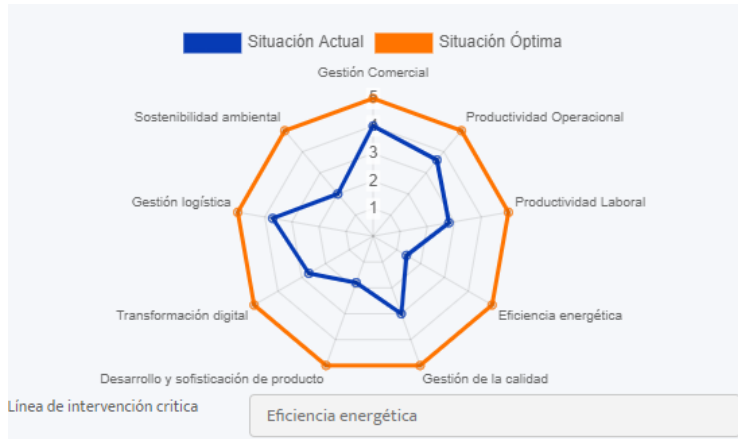 Situación Actual
Situación Óptima
Gestión Comercial
5
4
3
2
1
Sostenibilidad ambiental
Productividad Operacional
Gestión logística
Productividad Laboral
Transformación digital
Eficiencia energética
Desarrollo y sofisticación de producto
Gestión de la calidad
Línea de intervención critica
Eficiencia energética